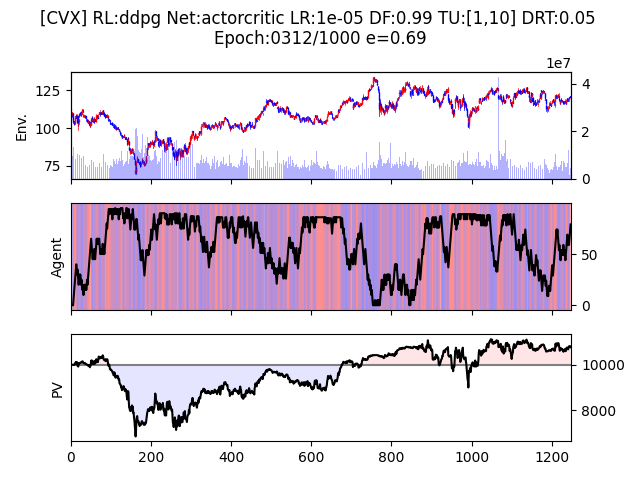 [CVX] RL:ddpg Net:actorcritic LR:1e-05 DF:0.99 TU:[1,10] DRT:0.05
Epoch:0312/1000 e=0.69
1e7
Env.
125
100
75
4
2
0
Agent
50
0
PV
10000
8000
0 200 400 600 800 1000 1200